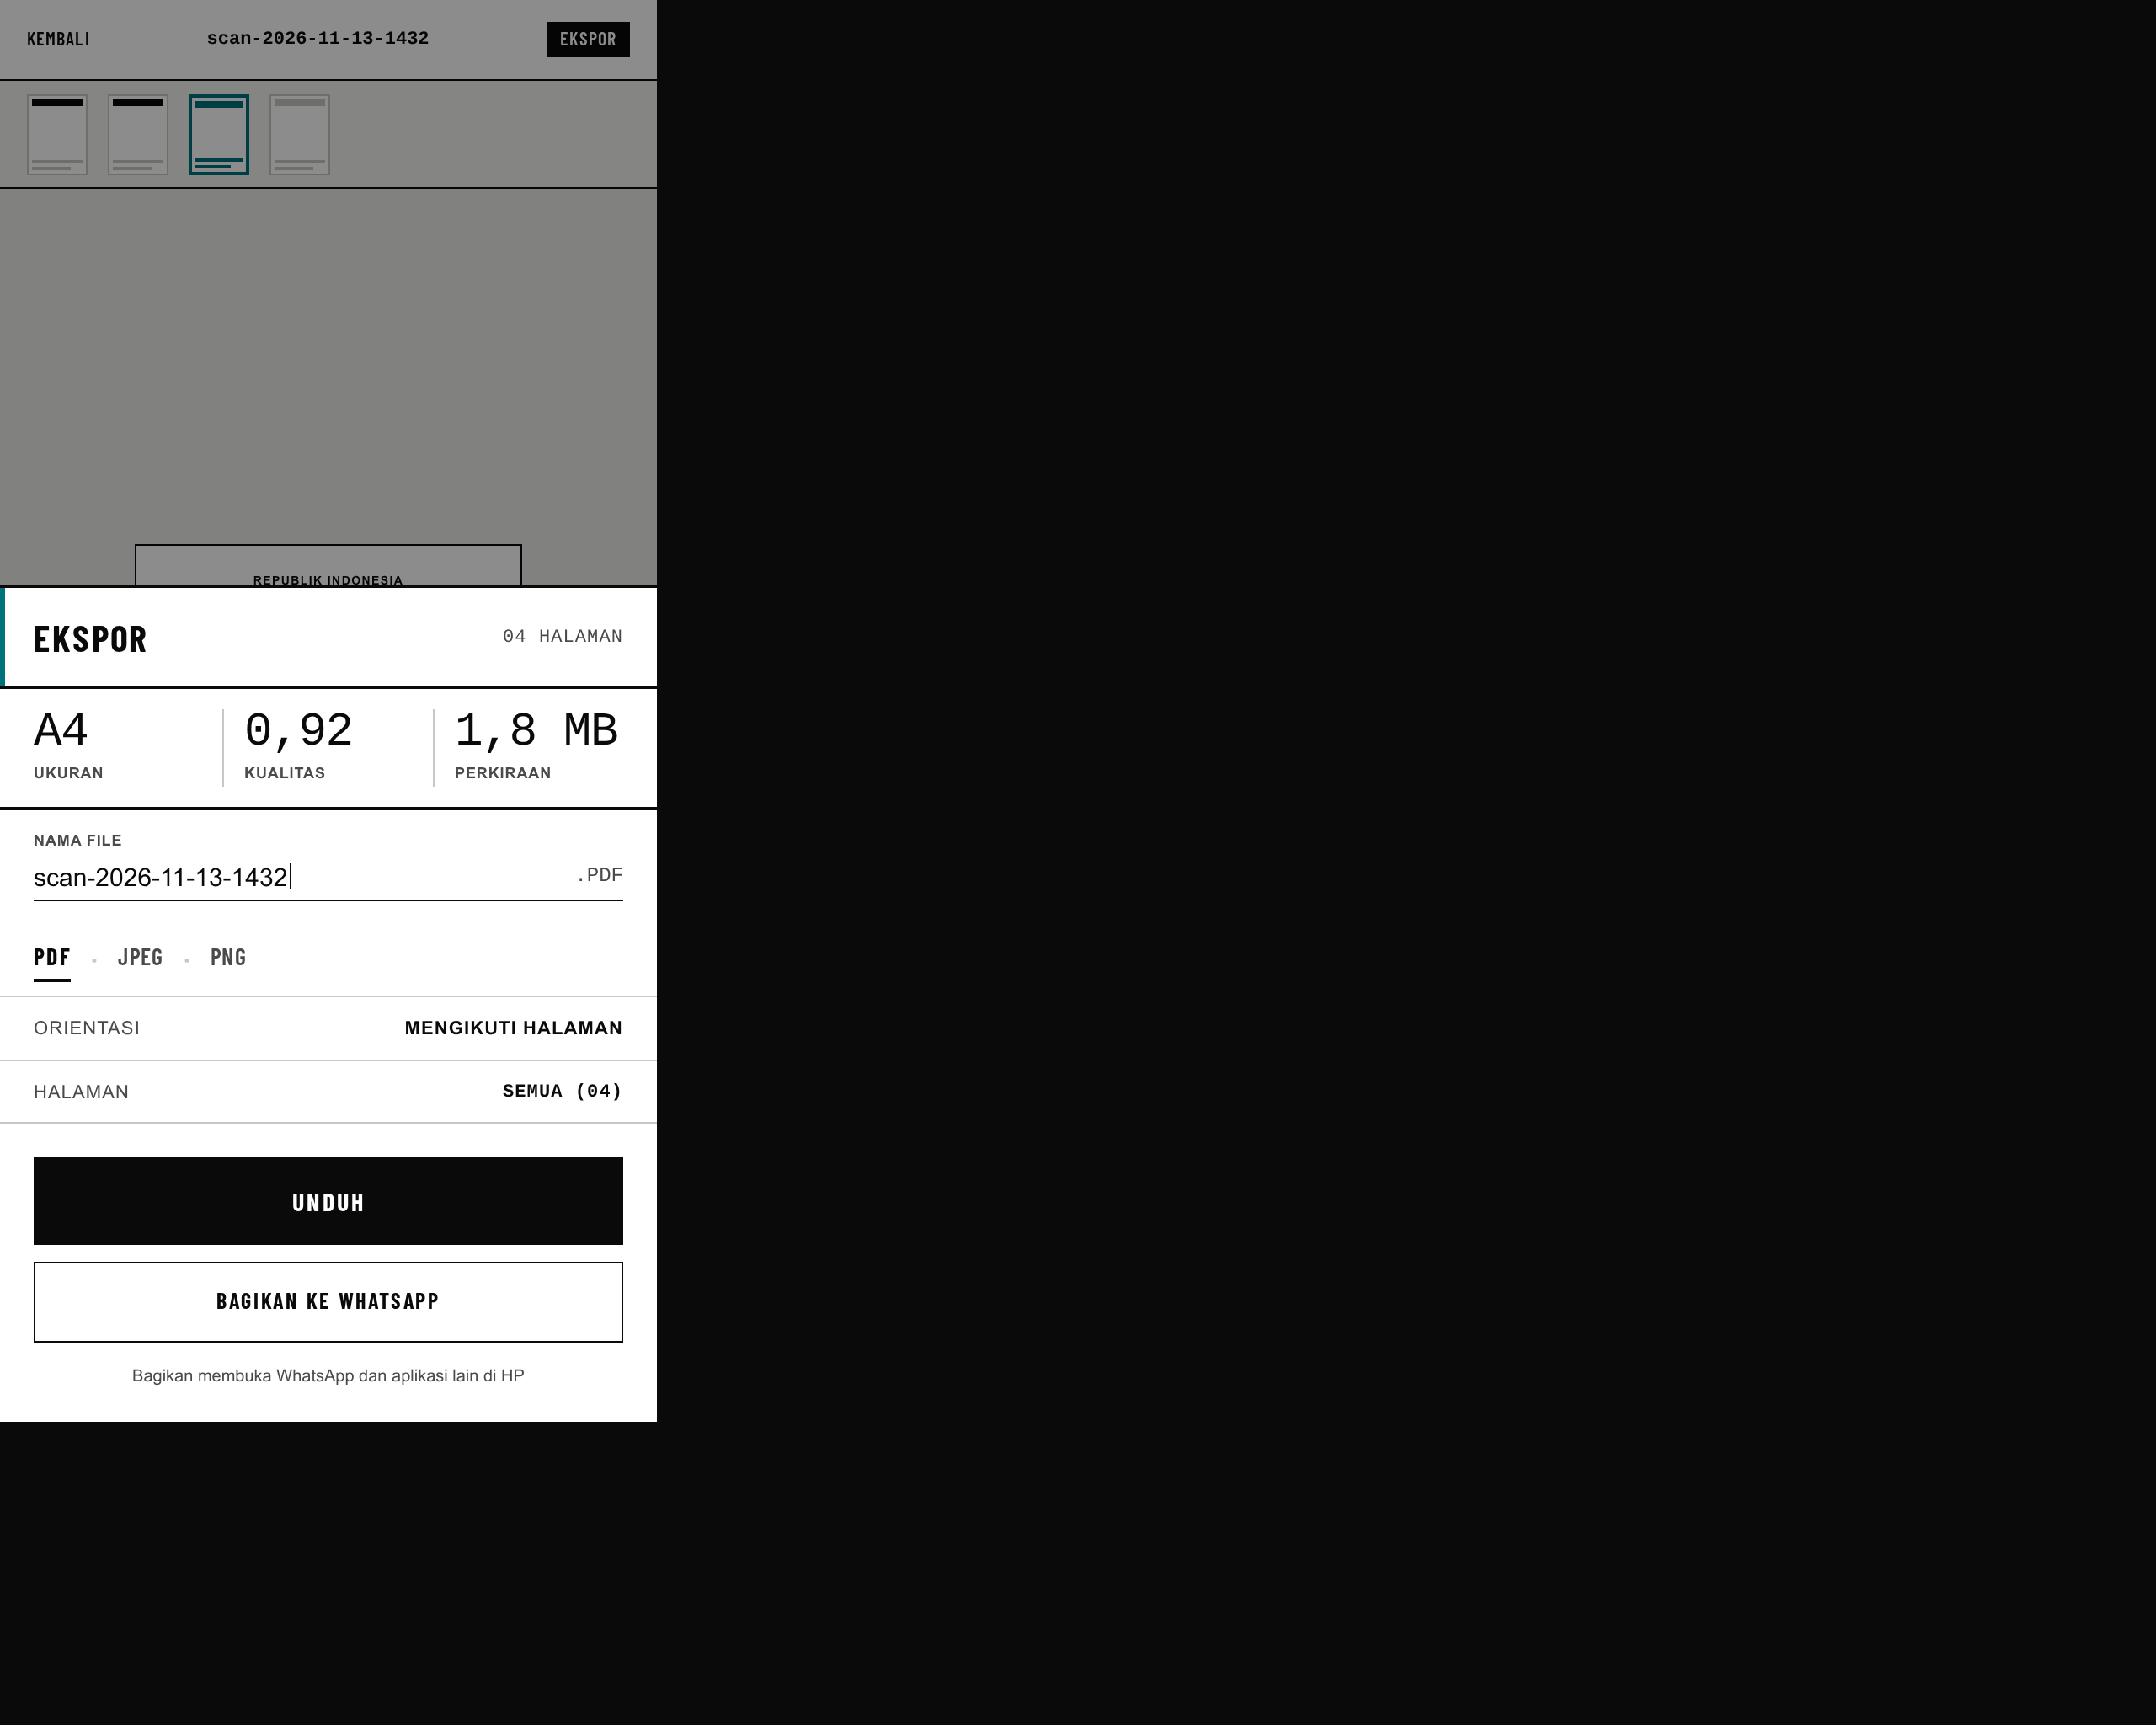 KEMBALI
scan-2026-11-13-1432
EKSPOR
REPUBLIK INDONESIA
EKSPOR
04 HALAMAN
A4
0,92
1,8 MB
UKURAN
KUALITAS
PERKIRAAN
NAMA FILE
scan-2026-11-13-1432
.PDF
PDF • JPEG • PNG
ORIENTASI
MENGIKUTI HALAMAN
HALAMAN
SEMUA (04)
UNDUH
BAGIKAN KE WHATSAPP
Bagikan membuka WhatsApp dan aplikasi lain di HP